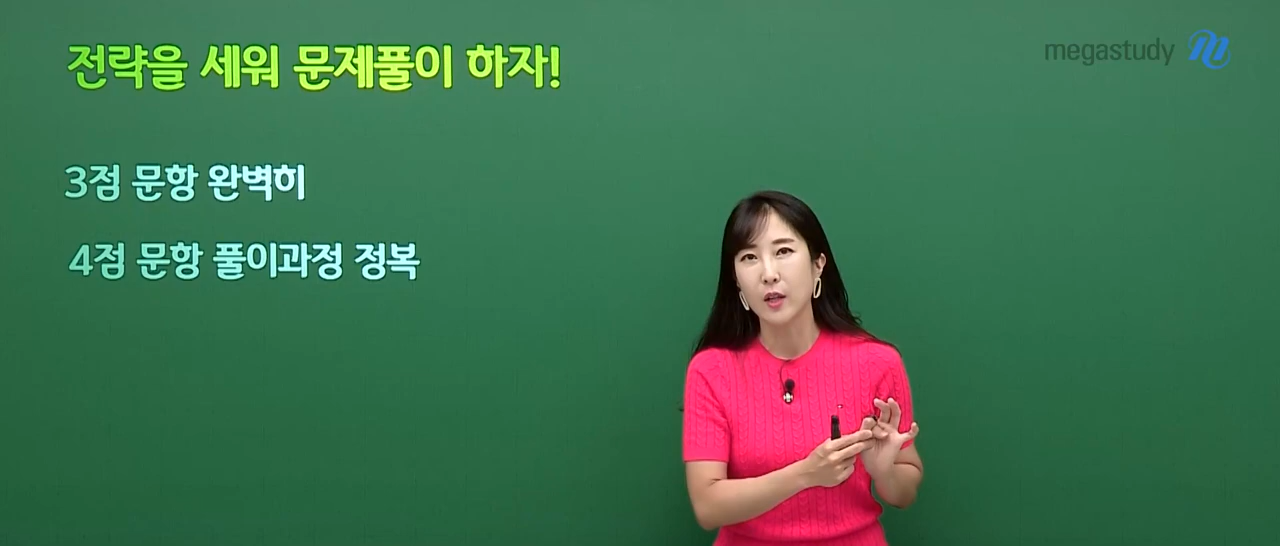 전략을 세워 문제풀이 하자!
megastudy
3점 문항 완벽히
4점 문항 풀이과정 정복